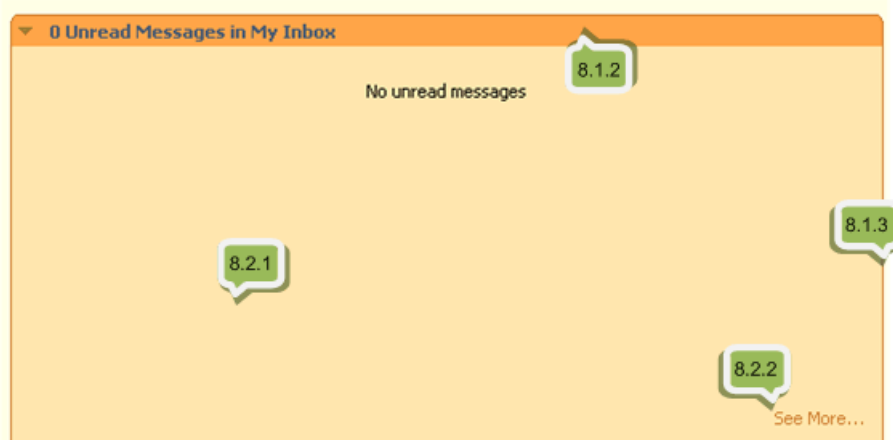 0 Unread Messages in My Inbox
8.1.2
No unread messages
8.1.3
8.2.1
8.2.2
See More...